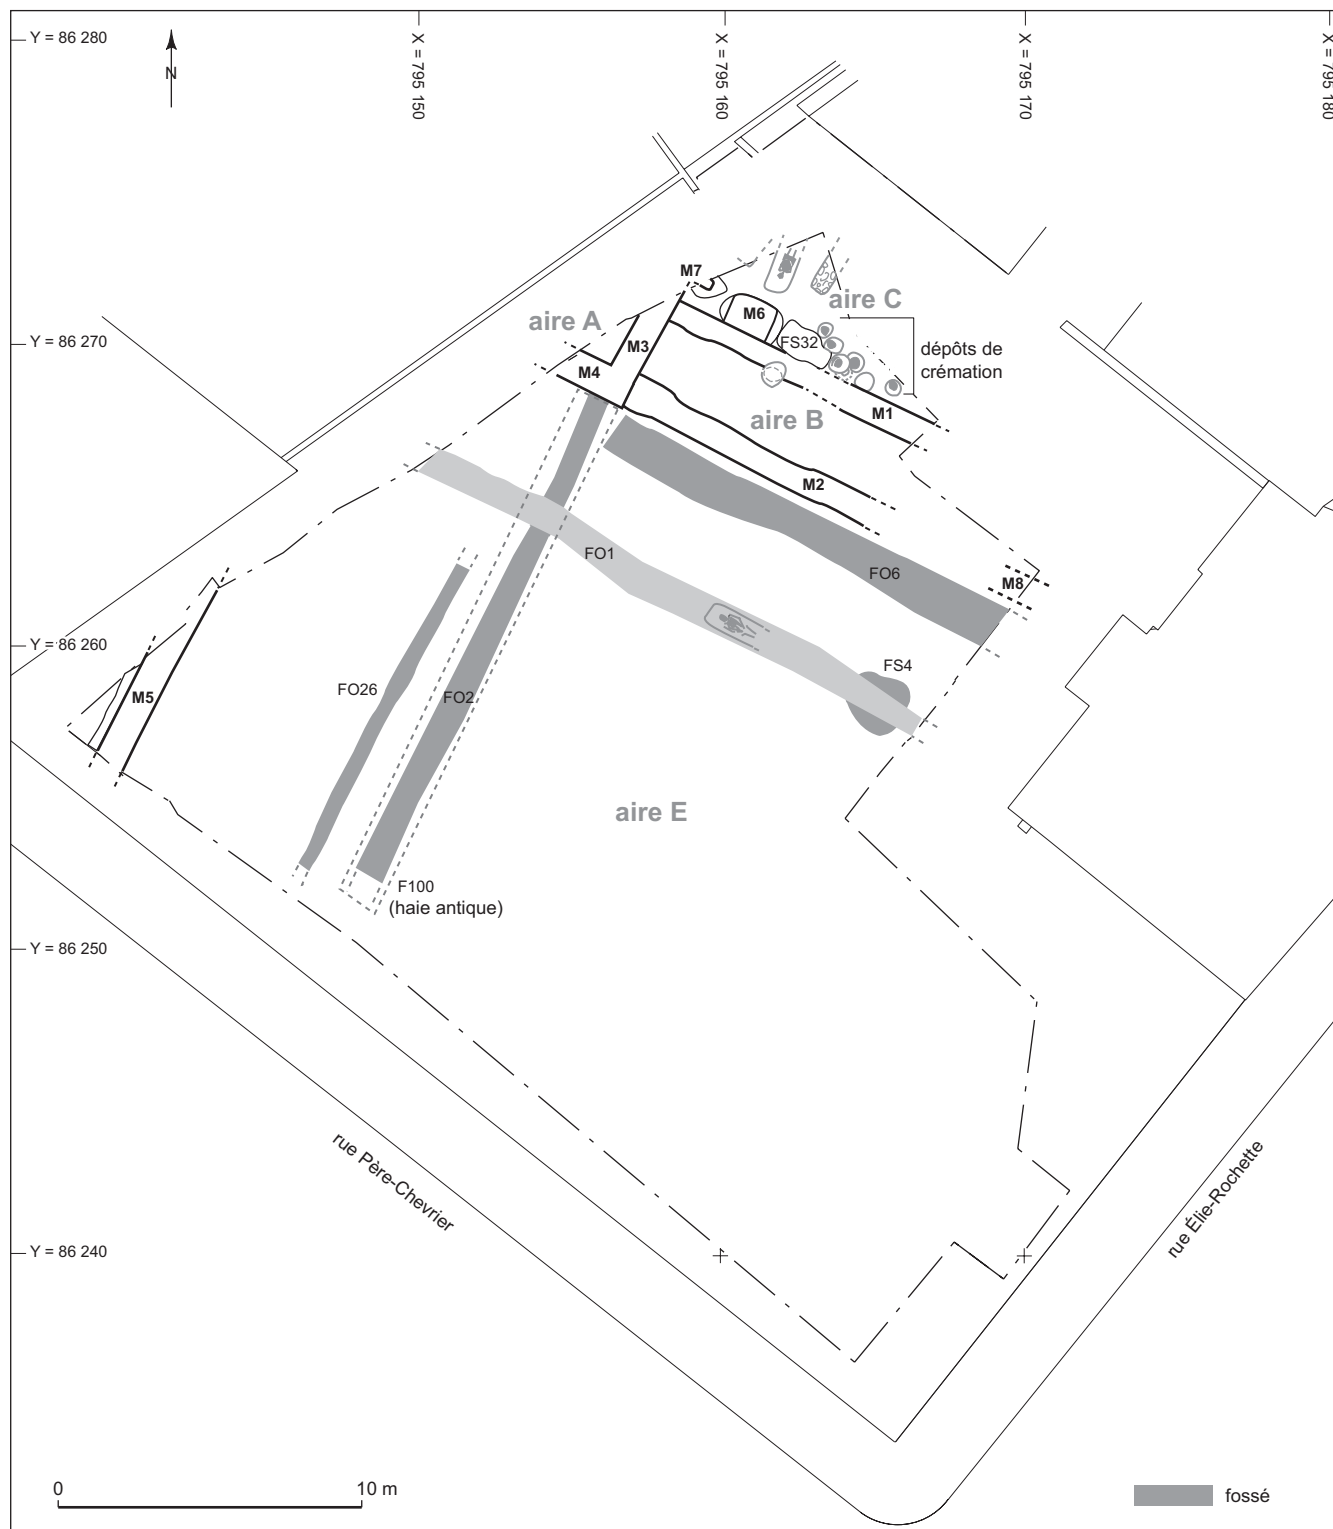 Y = 86 280
N
X = 795 150
X = 795 160
X = 795 170
X = 795 180
M7
aire C
M6
aire A
FS32
M3
Y = 86 270
dépôts de
crémation
M4
M1
aire B
M2
FO1
FO6
M8
Y = 86 260
FS4
FO26
FO2
M5
aire E
F100
(haie antique)
Y = 86 250
rue Père-Chevrier
rue Élie-Rochette
Y = 86 240
0
10 m
fossé